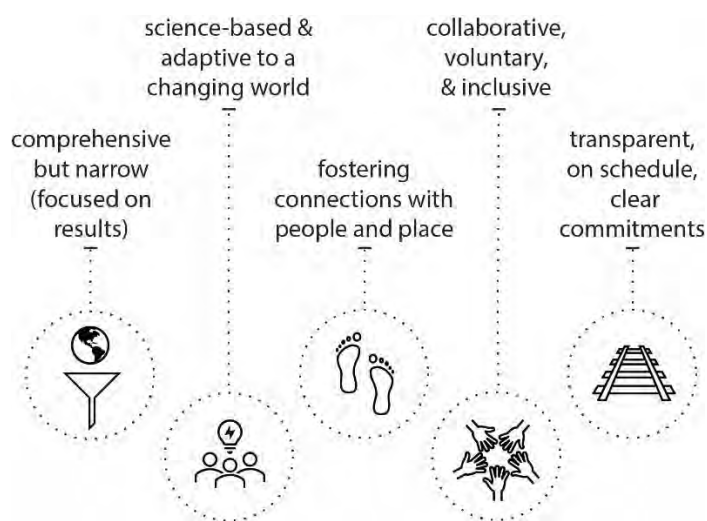 comprehensive
but narrow
(focused on
results)
science-based &
adaptive to a
changing world
fostering
connections with
people and place
collaborative,
voluntary,
& inclusive
transparent,
on schedule,
clear
commitments